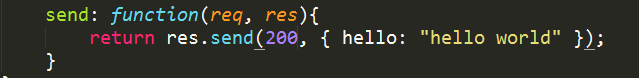 send: function(req, res){
return res.send(200, { hello: "hello world" });
}